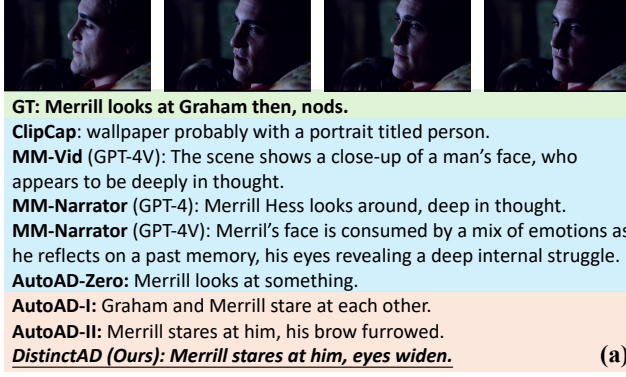 GT: Merrill looks at Graham then, nods.
ClipCap: wallpaper probably with a portrait titled person.
MM-Vid (GPT-4V): The scene shows a close-up of a man's face, who
appears to be deeply in thought.
MM-Narrator (GPT-4): Merrill Hess looks around, deep in thought.
MM-Narrator (GPT-4V): Merril's face is consumed by a mix of emotions as
he reflects on a past memory, his eyes revealing a deep internal struggle.
AutoAD-Zero: Merrill looks at something.
AutoAD-I: Graham and Merrill stare at each other.
AutoAD-II: Merrill stares at him, his brow furrowed.
DistinctAD (Ours): Merrill stares at him, eyes widen. (a)